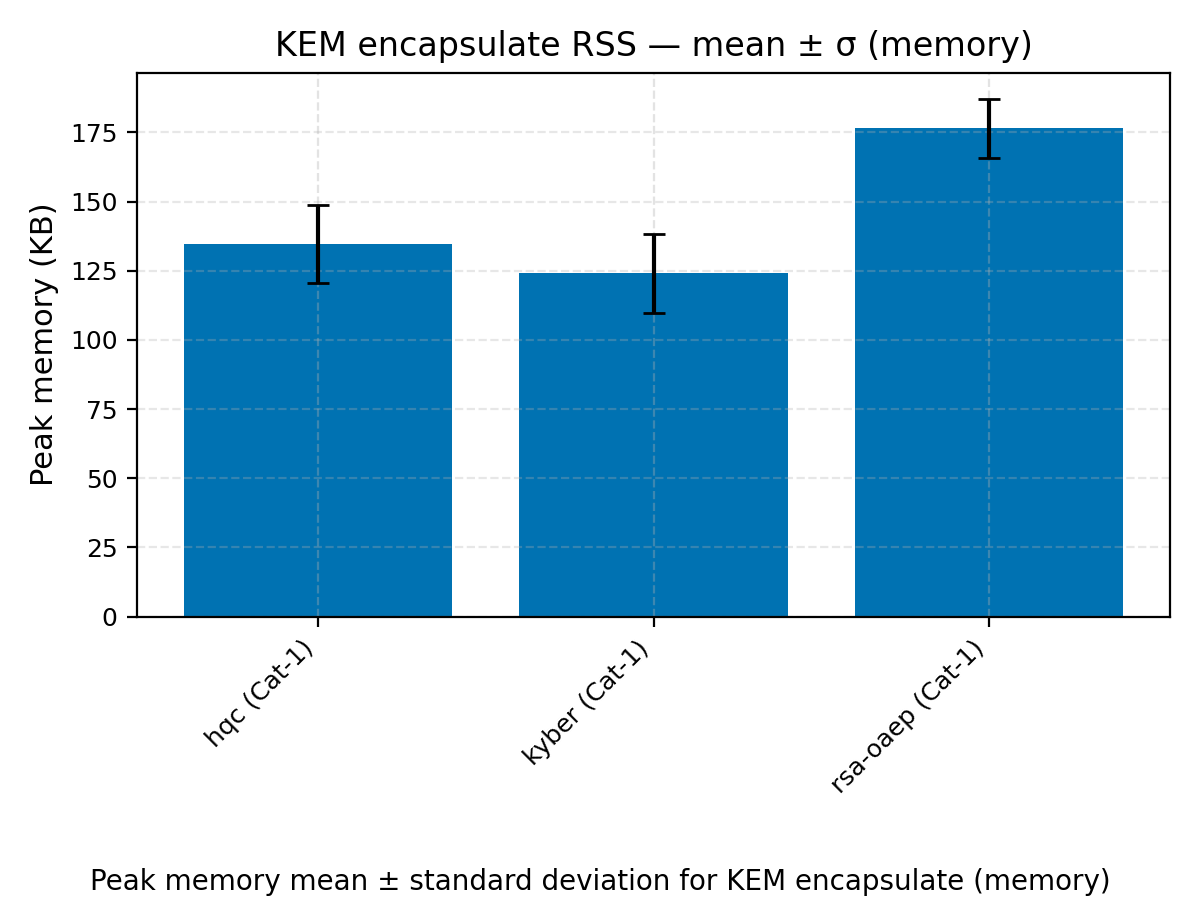 KEM encapsulate RSS — mean ± σ (memory)
Peak memory (KB)
175
150
125
100
75
50
25
0
hqc (Cat-1)
kyber (Cat-1)
rsa-oaep (Cat-1)
Peak memory mean ± standard deviation for KEM encapsulate (memory)